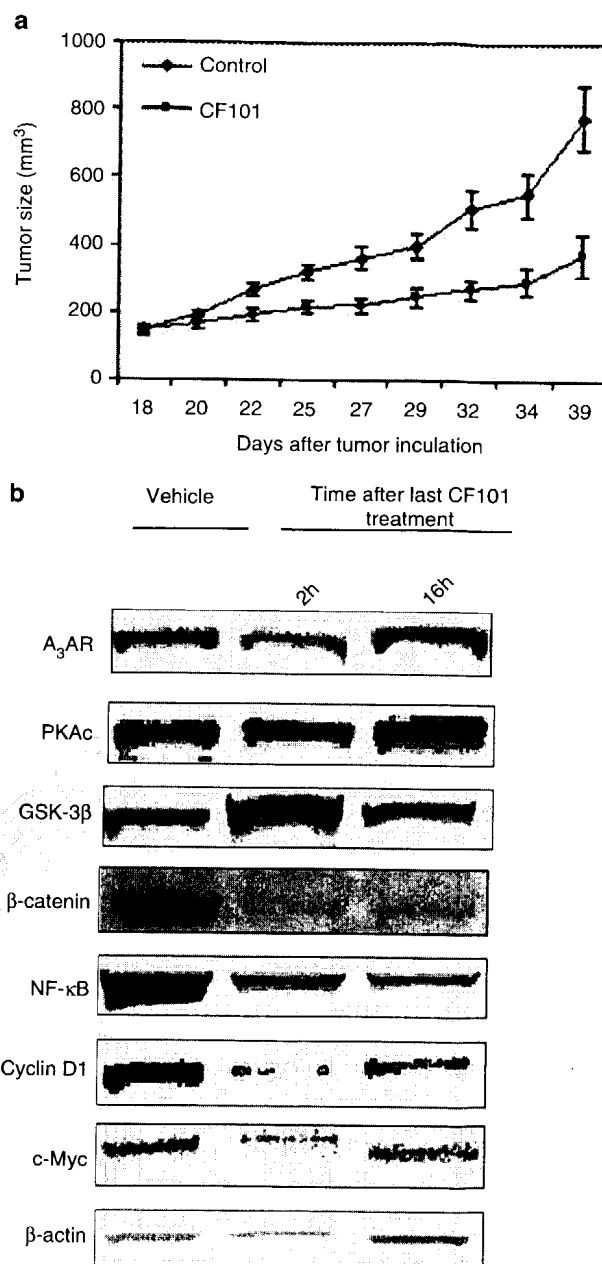 a
1000
800
600
400
200
0
Tumor size (mm³)
Control
CF101
18 20 22 25 27 29 32 34 39
Days after tumor inculation
b
Vehicle
Time after last CF101
treatment
2h 16h
A₃AR
PKAc
GSK-3β
β-catenin
NF-κB
Cyclin D1
c-Myc
β-actin